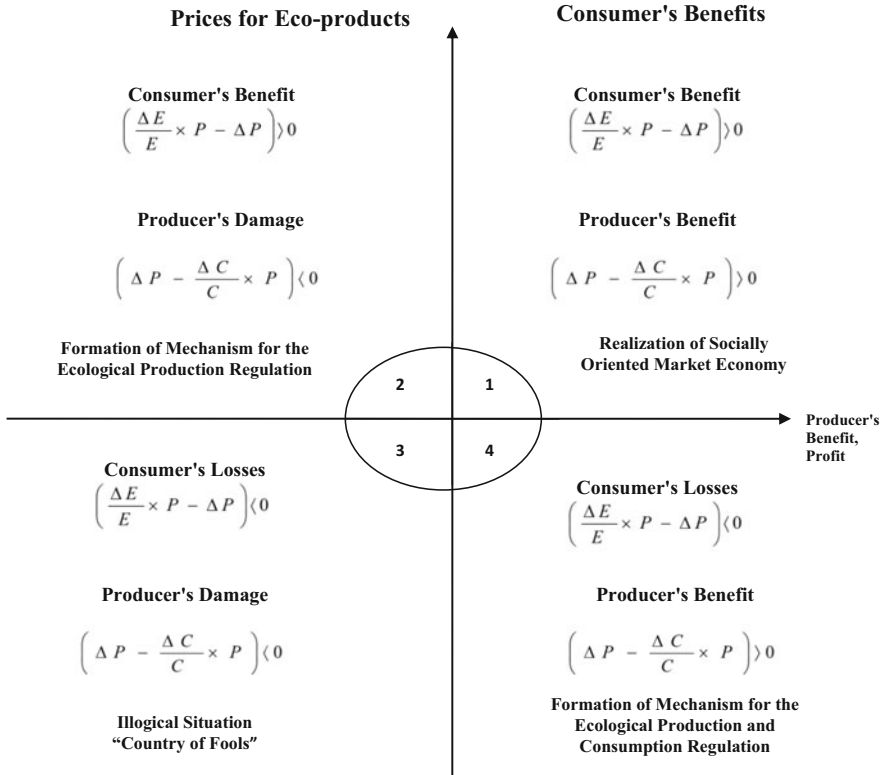 Prices for Eco-products
Consumer's Benefits
Consumer's Benefit
(ΔE/E × P − ΔP)⟩0
Producer's Damage
(ΔP − ΔC/C × P)⟨0
Formation of Mechanism for the
Ecological Production Regulation
Consumer's Benefit
(ΔE/E × P − ΔP)⟩0
Producer's Benefit
(ΔP − ΔC/C × P)⟩0
Realization of Socially
Oriented Market Economy
2
1
3
4
Producer's
Benefit,
Profit
Consumer's Losses
(ΔE/E × P − ΔP)⟨0
Producer's Damage
(ΔP − ΔC/C × P)⟨0
Illogical Situation
“Country of Fools”
Consumer's Losses
(ΔE/E × P − ΔP)⟨0
Producer's Benefit
(ΔP − ΔC/C × P)⟩0
Formation of Mechanism for the
Ecological Production and
Consumption Regulation